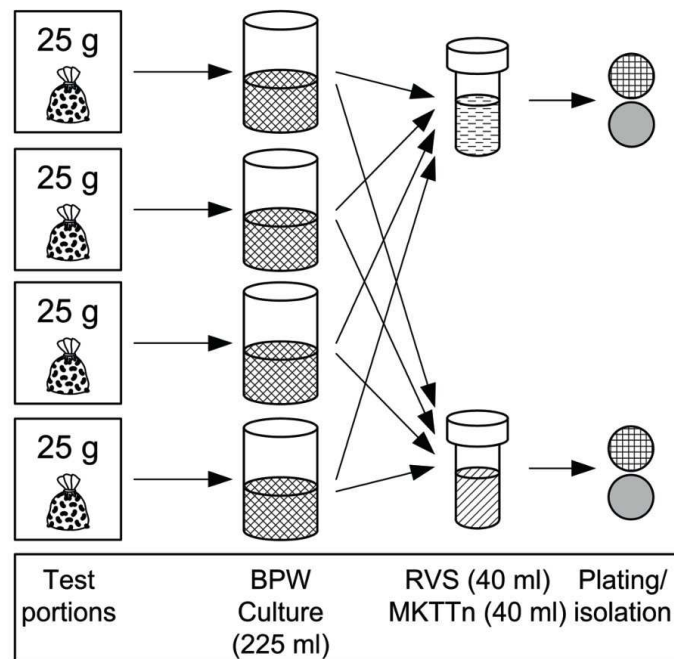 25 g
25 g
25 g
25 g
Test portions
BPW Culture (225 ml)
RVS (40 ml)
MKTTn (40 ml)
Plating/ isolation